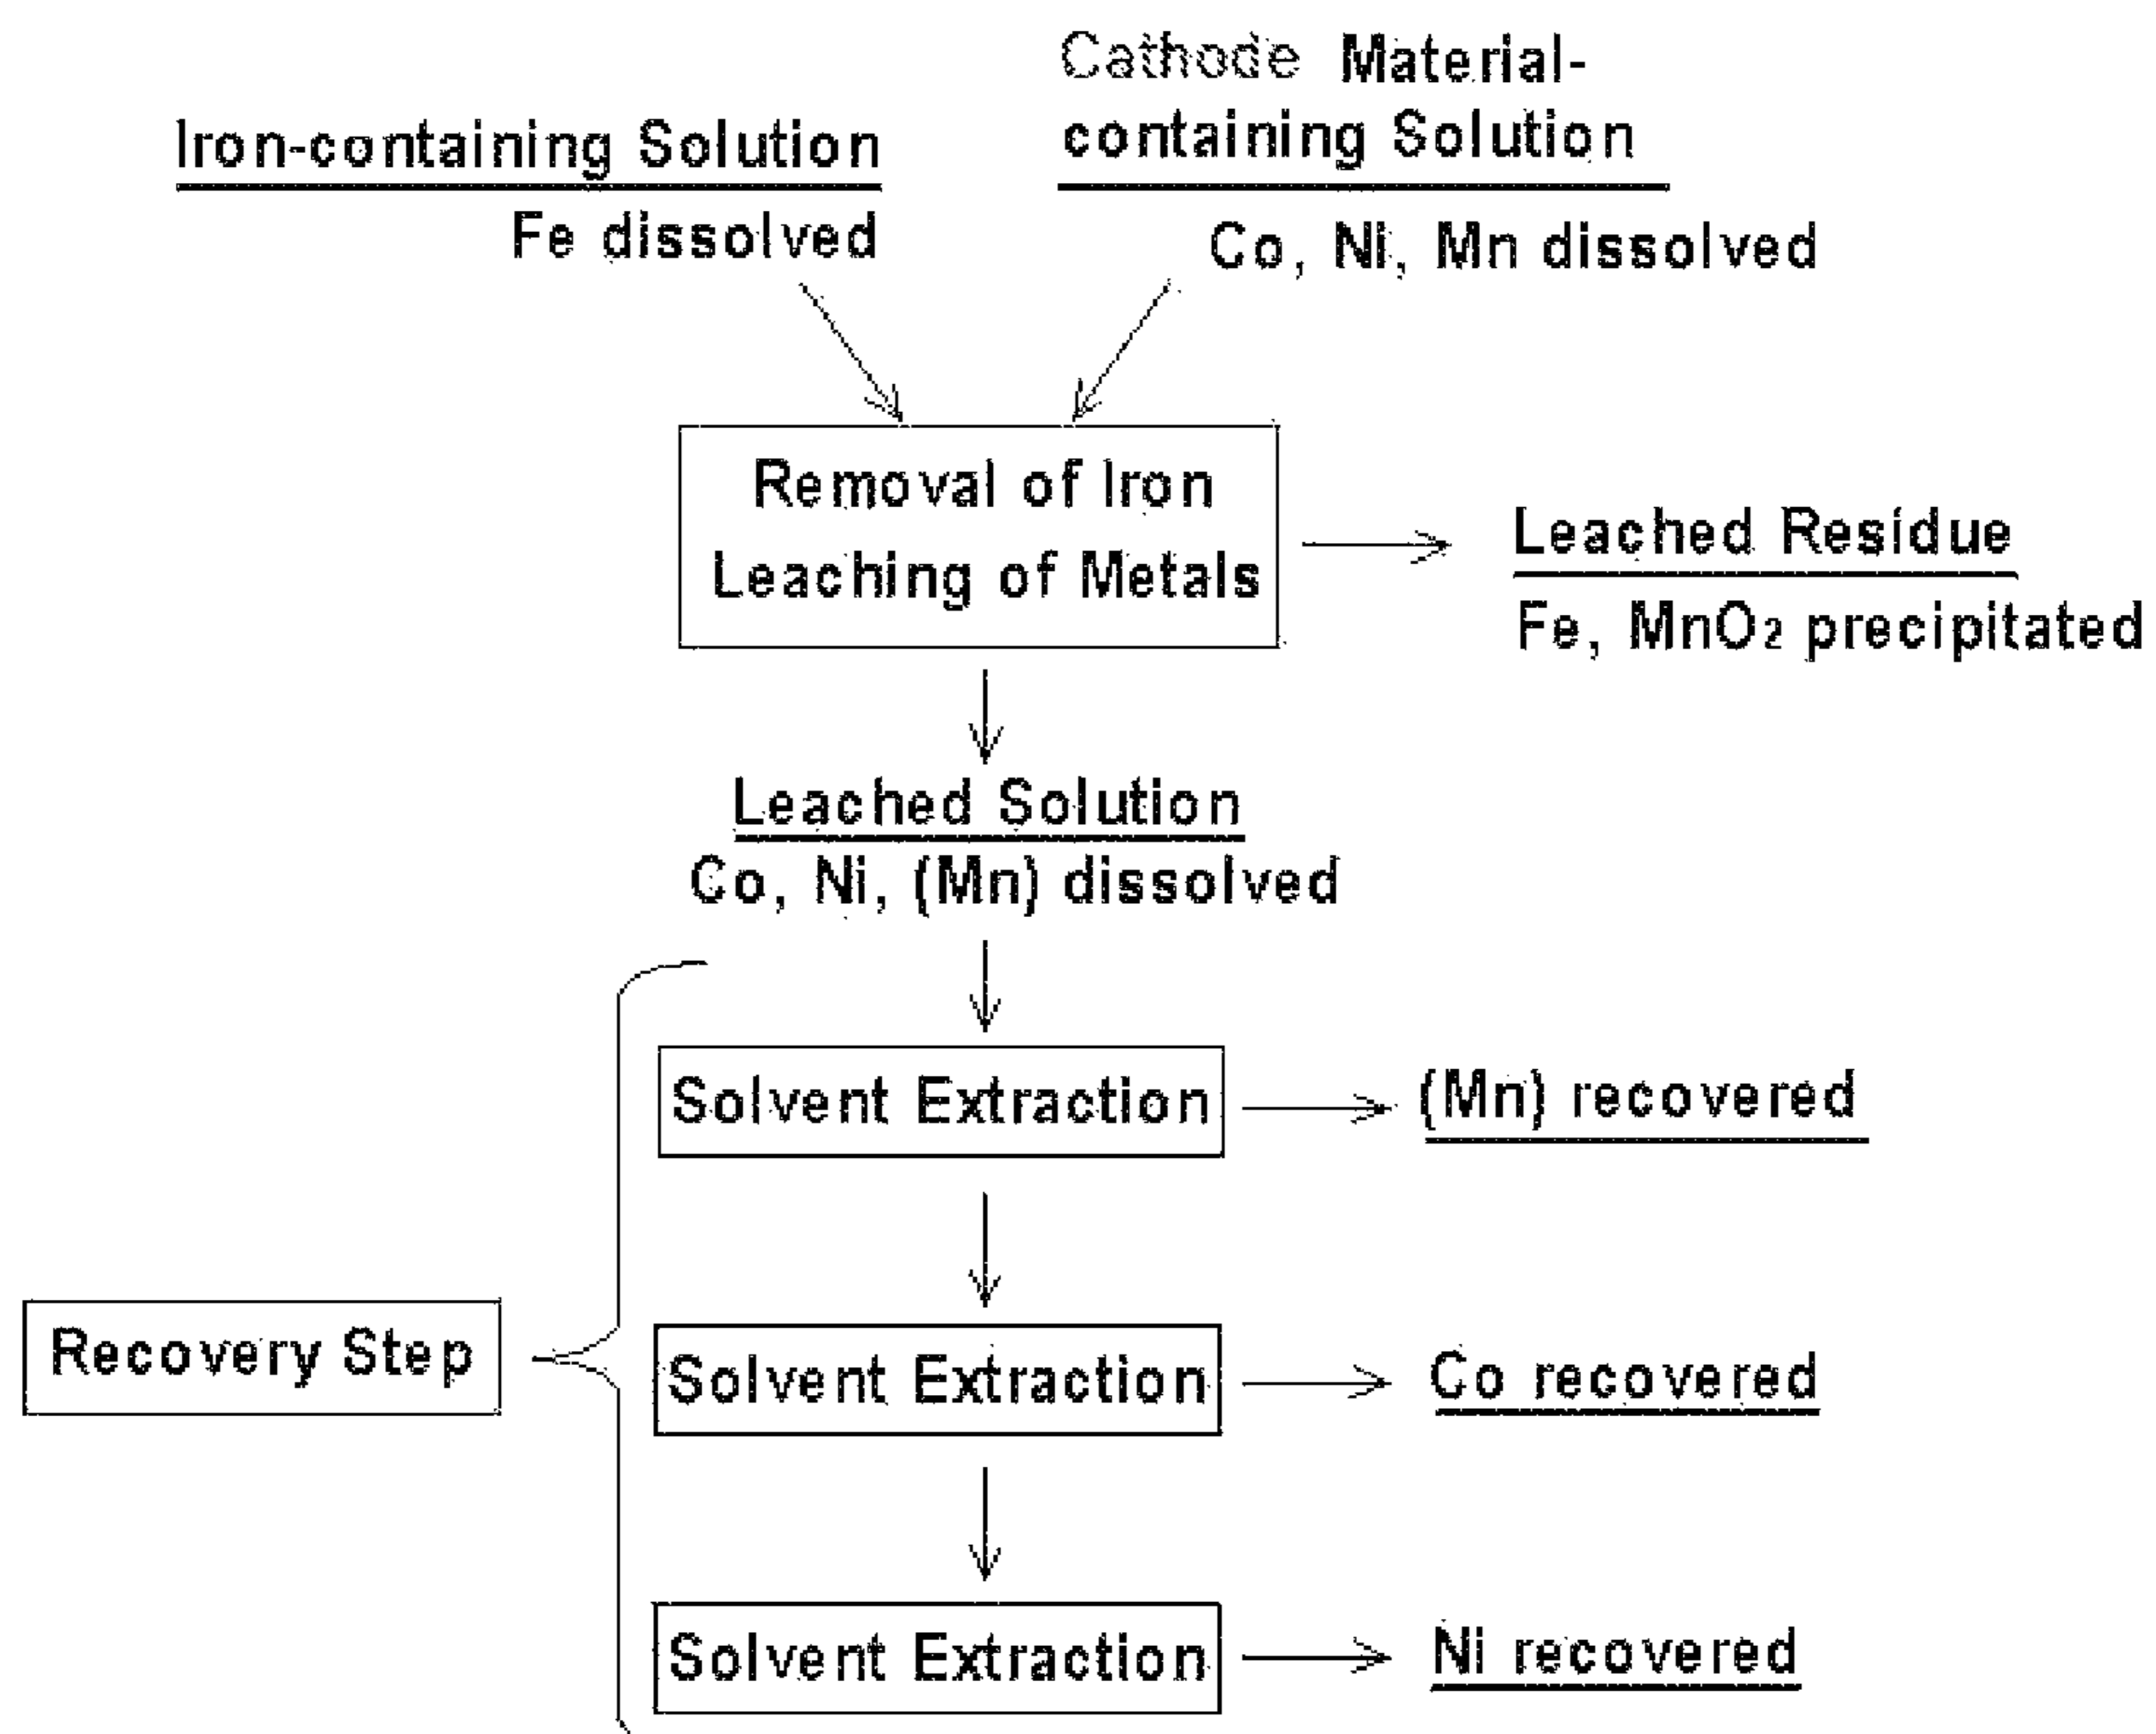 Iron-containing Solution
Fe dissolved
Cathode Material-
containing Solution
Co, Ni, Mn dissolved
Removal of Iron
Leaching of Metals
Leached Residue
Fe, MnO₂ precipitated
Leached Solution
Co, Ni, (Mn) dissolved
Solvent Extraction
(Mn) recovered
Recovery Step
Solvent Extraction
Co recovered
Solvent Extraction
Ni recovered